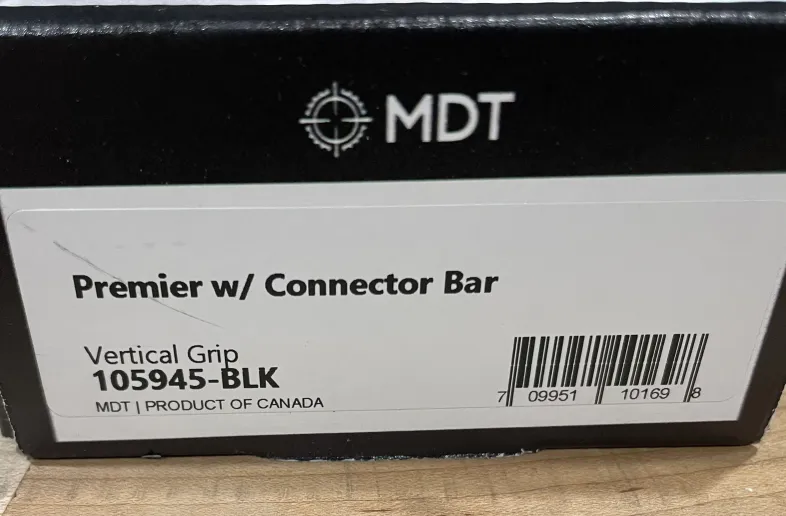 MDT
Premier w/ Connector Bar
Vertical Grip
105945-BLK
MDT | PRODUCT OF CANADA
7 09951 10169 8